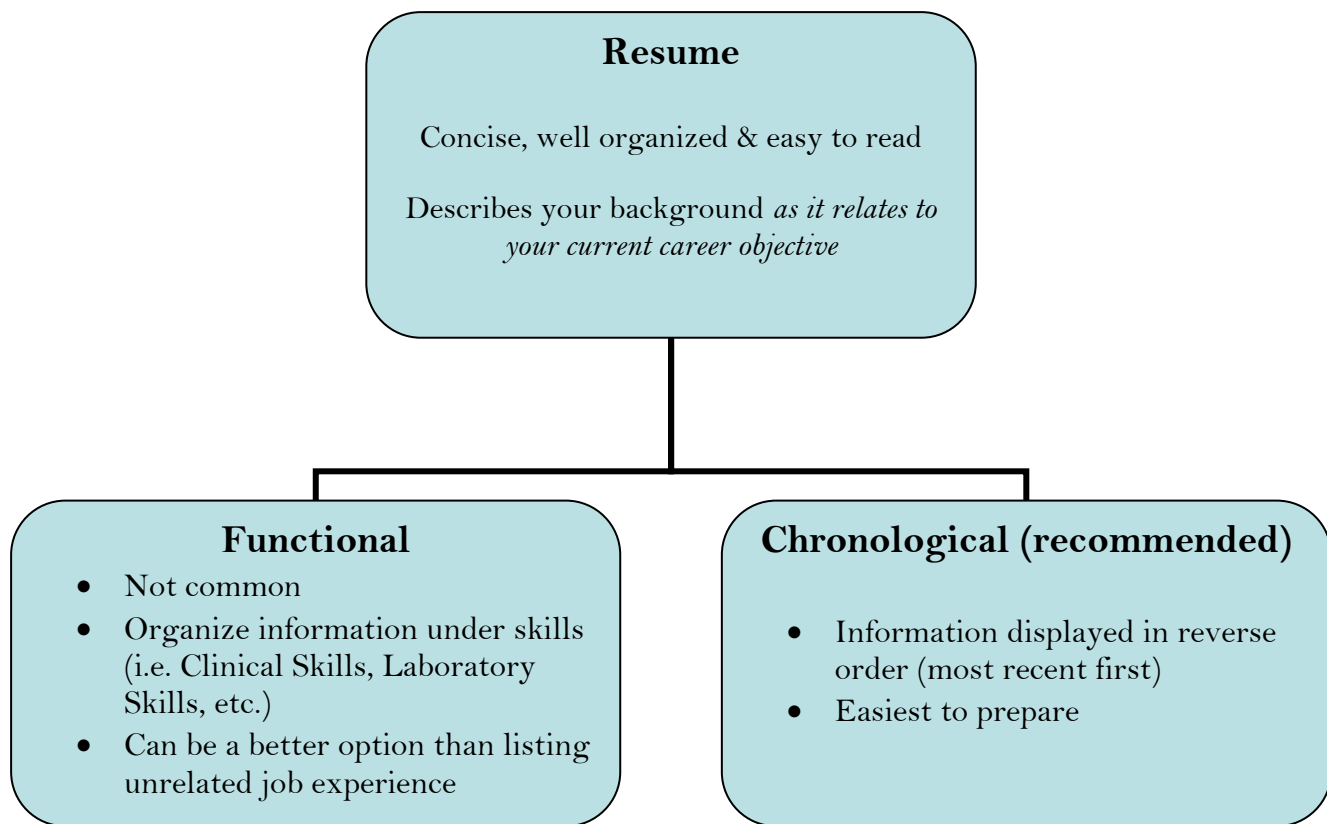 Resume
Concise, well organized & easy to read
Describes your background as it relates to
your current career objective
Functional
• Not common
• Organize information under skills
(i.e. Clinical Skills, Laboratory
Skills, etc.)
• Can be a better option than listing
unrelated job experience
Chronological (recommended)
• Information displayed in reverse
order (most recent first)
• Easiest to prepare